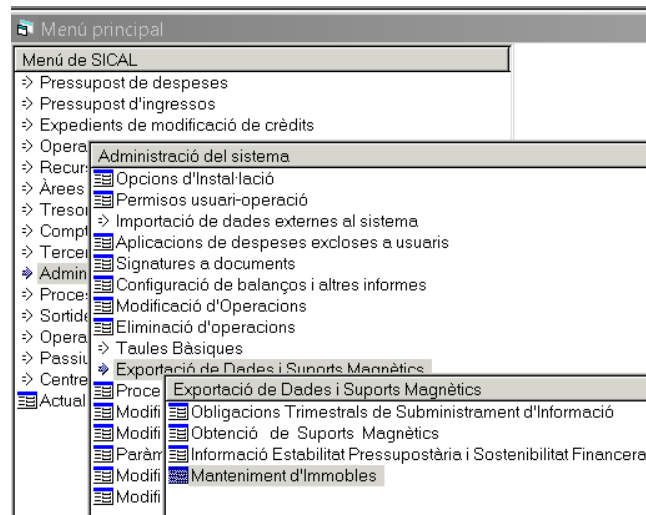 Menú principal
Menú de SICAL
Pressupost de despeses
Pressupost d'ingressos
Expedients de modificació de crèdits
Opera
Recur
Àrees
Tresor
Compt
Tercer
Admin
Proce
Sortide
Opera
Passiu
Centre
Actual
Administració del sistema
Opcions d'Instal·lació
Permisos usuari-operació
Importació de dades externes al sistema
Aplicacions de despeses excloses a usuaris
Signatures a documents
Configuració de balanços i altres informes
Modificació d'Operacions
Eliminació d'operacions
Taules Bàsiques
Exportació de Dades i Suports Magnètics
Proce
Modifi
Modifi
Paràm
Modifi
Modifi
Exportació de Dades i Suports Magnètics
Obligacions Trimestrals de Subministrament d'Informació
Obtenció de Suports Magnètics
Informació Estabilitat Pressupostària i Sostenibilitat Financera
Manteniment d'Immobles